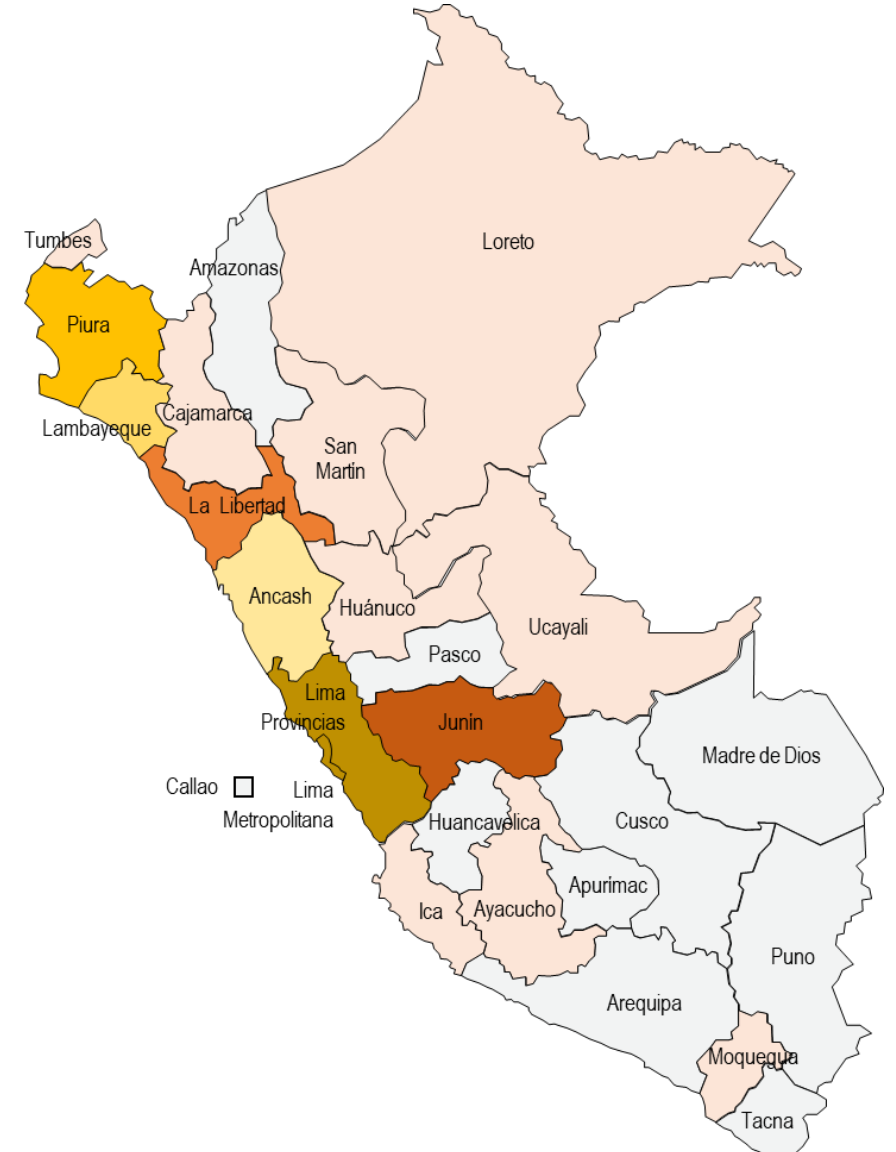 Tumbes
Amazonas
Loreto
Piura
Cajamarca
Lambayeque
San
Martín
La Libertad
Ancash
Huánuco
Ucayali
Pasco
Lima
Provincias
Junín
Madre de Dios
Callao
Lima
Metropolitana
Huancavelica
Cusco
Apurímac
Ica
Ayacucho
Puno
Arequipa
Moquegua
Tacna